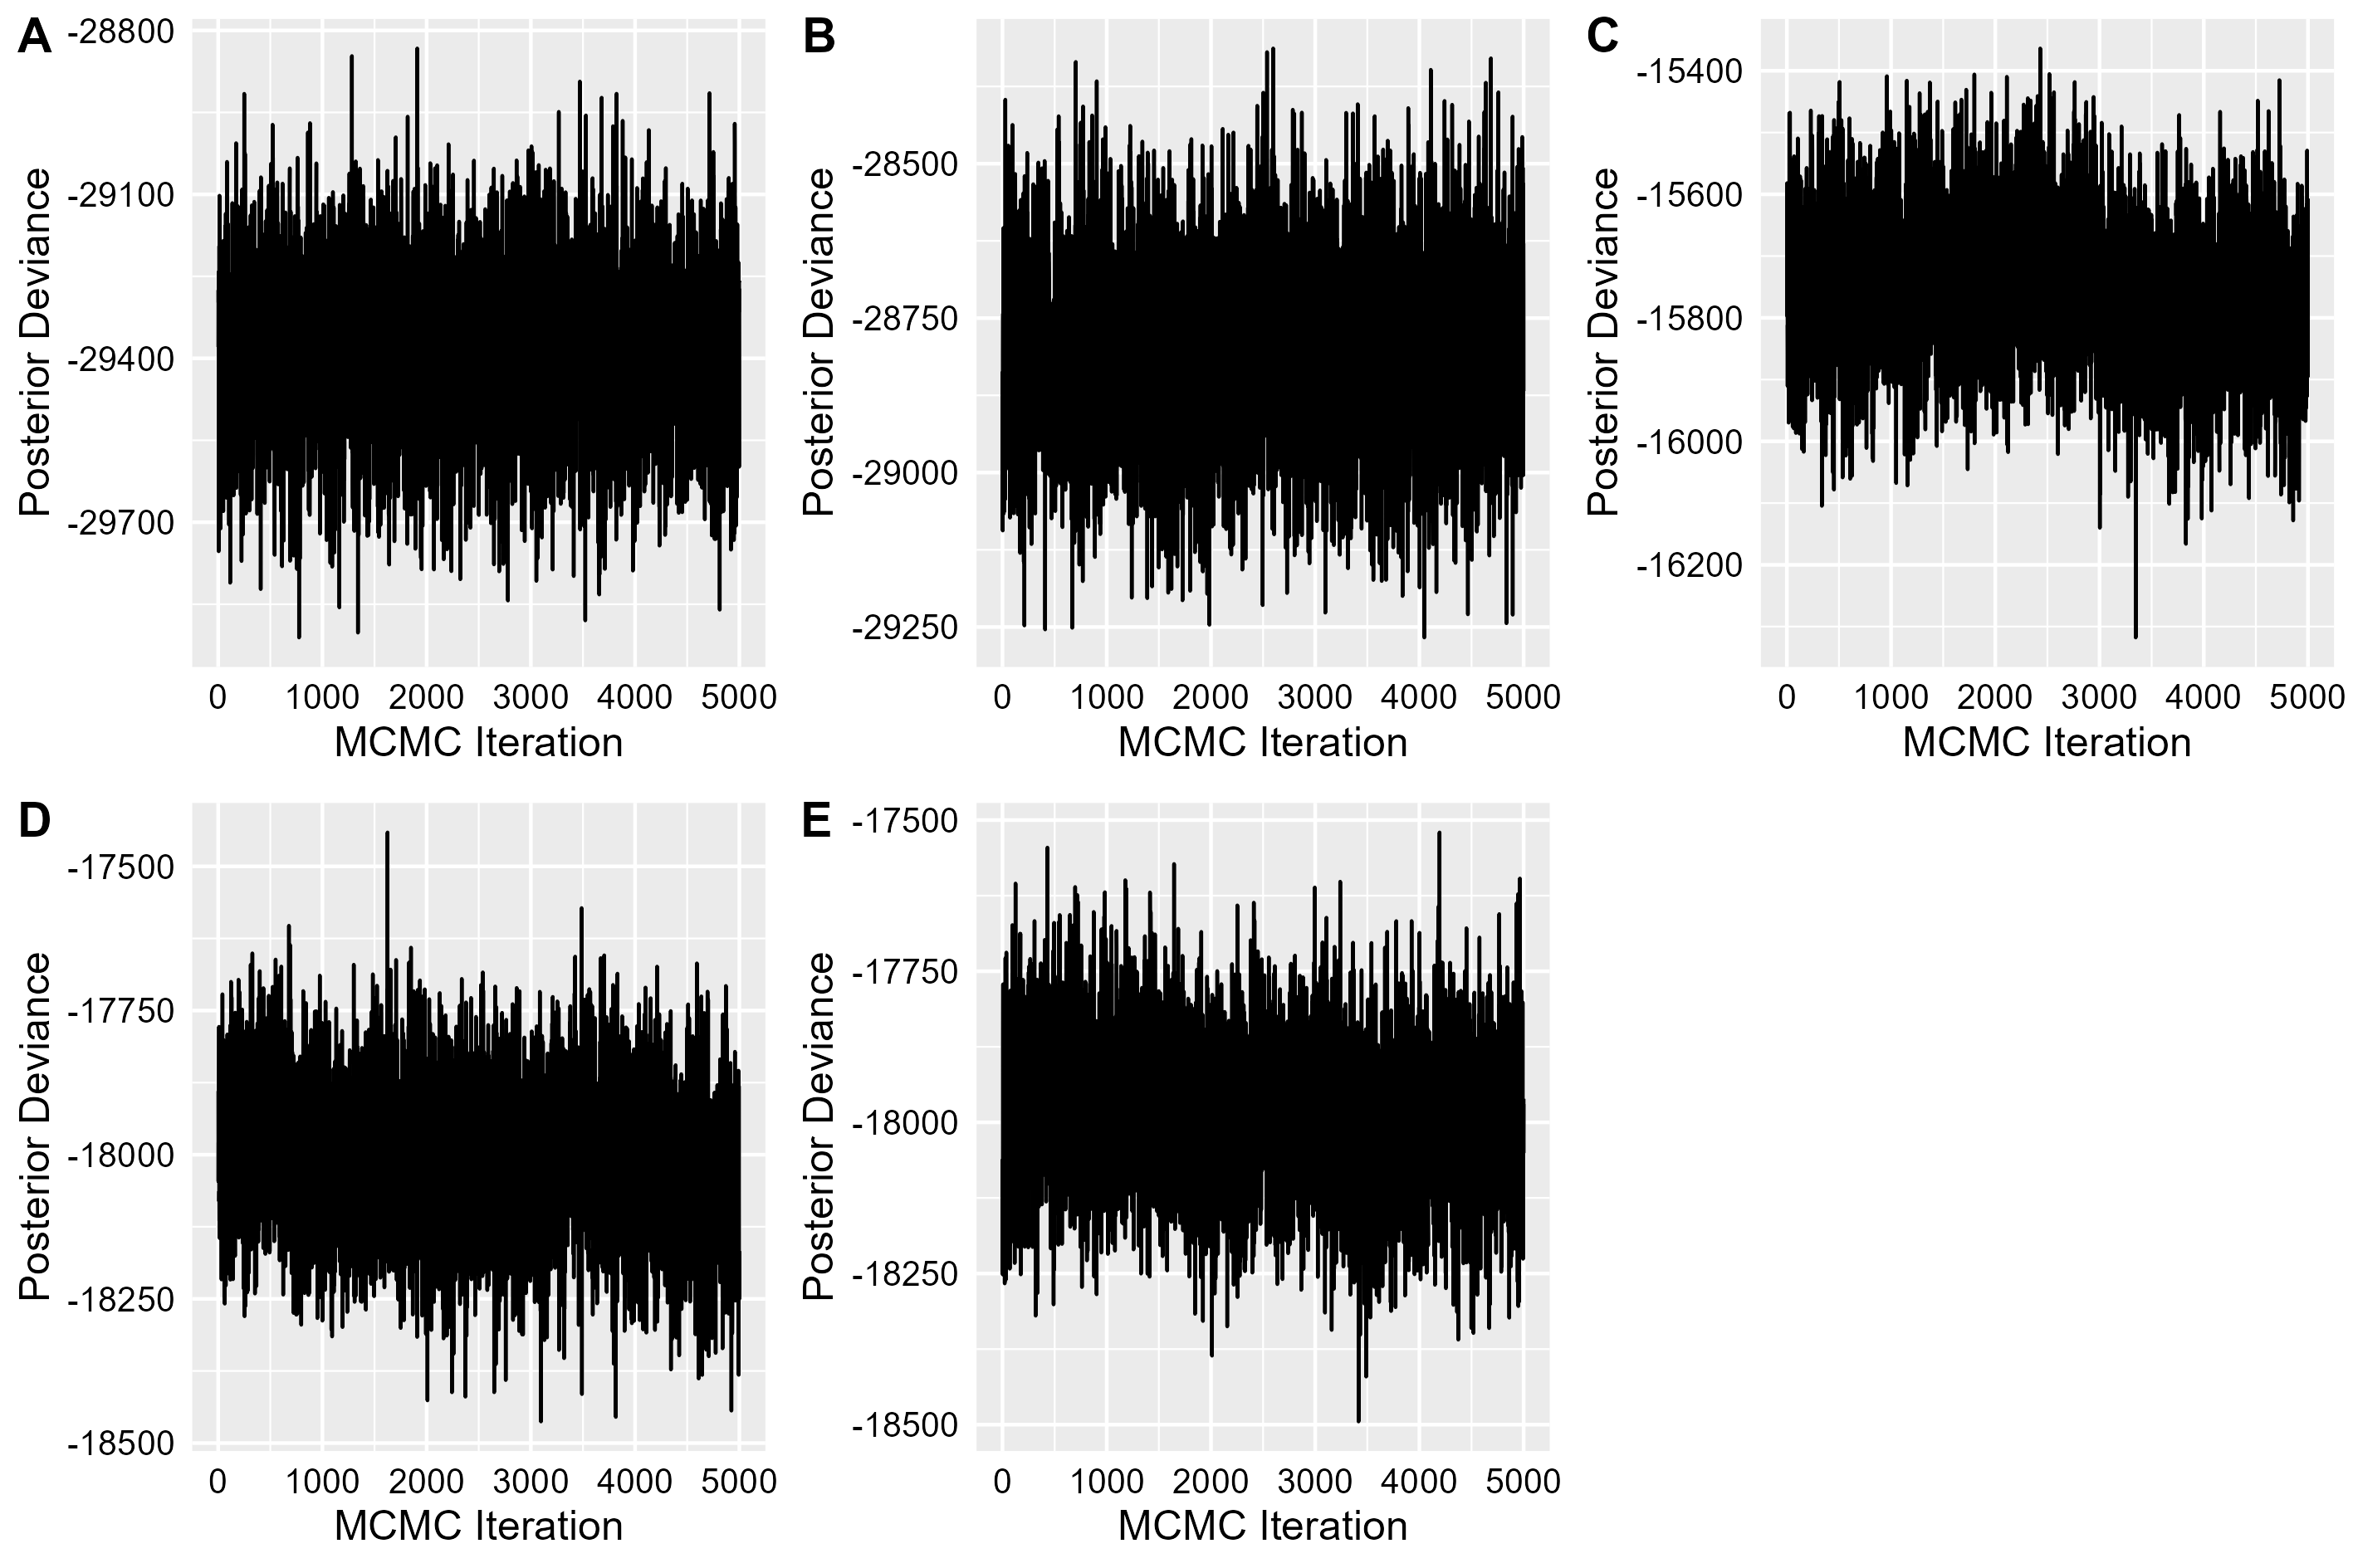 A
-28800
-29100
-29400
-29700
Posterior Deviance
0 1000 2000 3000 4000 5000
MCMC Iteration
B
-28500
-28750
-29000
-29250
Posterior Deviance
0 1000 2000 3000 4000 5000
MCMC Iteration
C
-15400
-15600
-15800
-16000
-16200
Posterior Deviance
0 1000 2000 3000 4000 5000
MCMC Iteration
D
-17500
-17750
-18000
-18250
-18500
Posterior Deviance
0 1000 2000 3000 4000 5000
MCMC Iteration
E
-17500
-17750
-18000
-18250
-18500
Posterior Deviance
0 1000 2000 3000 4000 5000
MCMC Iteration